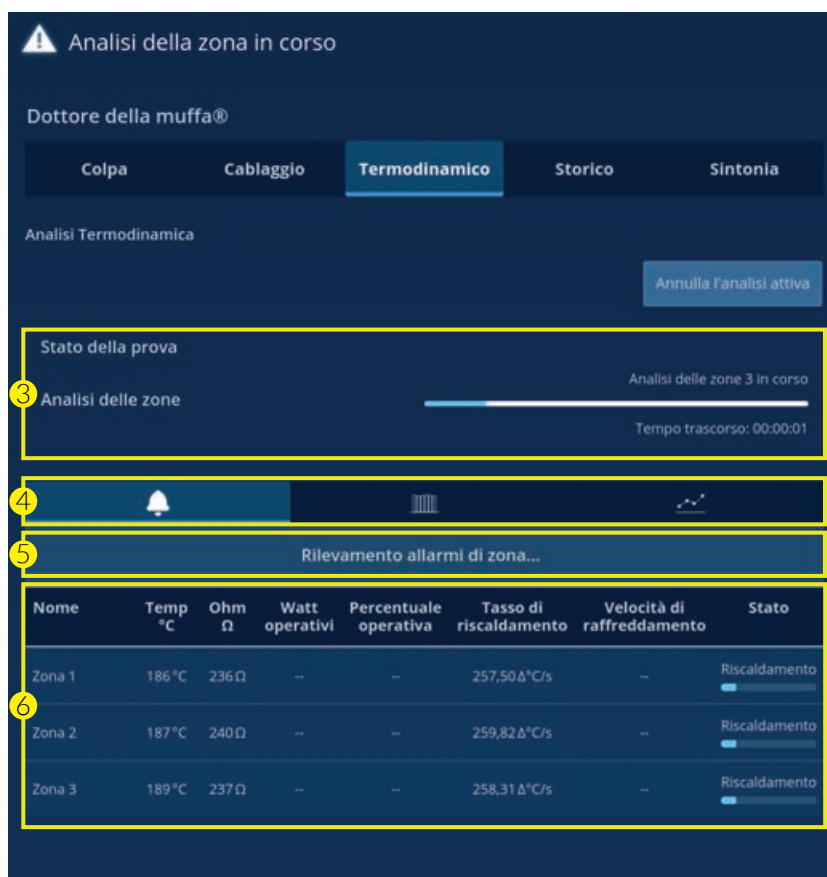 Analisi della zona in corso
Dottore della muffa®
Colpa Cablaggio Termodinamico Storico Sintonia
Analisi Termodinamica
Annulla l'analisi attiva
Stato della prova
Analisi delle zone 3 in corso
3
Analisi delle zone
Tempo trascorso: 00:00:01
4
5
Rilevamento allarmi di zona...
Nome Temp °C Ohm Ω Watt operativi Percentuale operativa Tasso di riscaldamento Velocità di raffreddamento Stato
Zona 1 186°C 236Ω -- -- 257,50Δ°C/s -- Riscaldamento
6
Zona 2 187°C 240Ω -- -- 259,82Δ°C/s -- Riscaldamento
Zona 3 189°C 237Ω -- -- 258,31Δ°C/s -- Riscaldamento